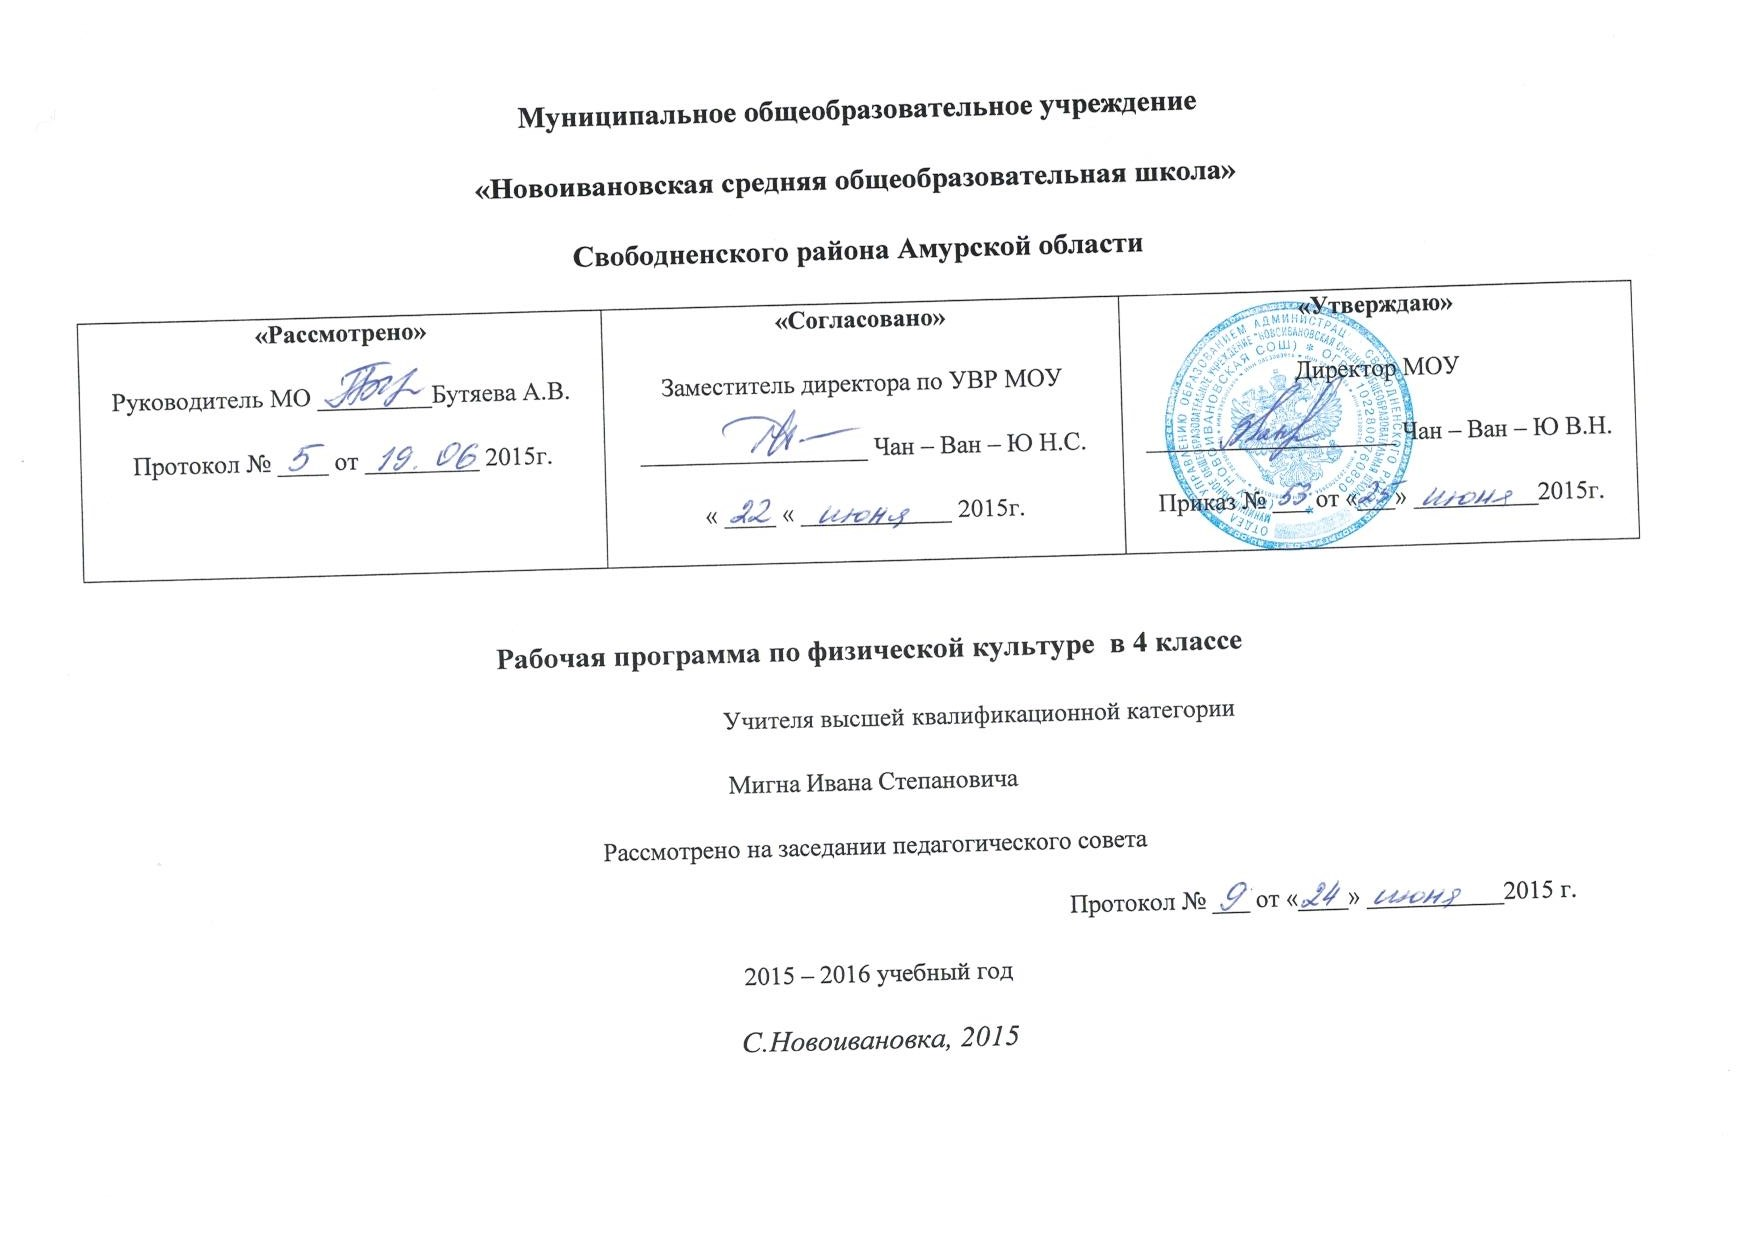 Муниципальное общеобразовательное учреждение
«Новоивановская средняя общеобразовательная школа»
Свободненского района Амурской области
«Рассмотрено»
Руководитель МО _________Бутяева А.В.
Протокол № 5 от 19. 06 2015г.
«Согласовано»
Заместитель директора по УВР МОУ
__________________ Чан – Ван – Ю Н.С.
« 22 « июня 2015г.
«Утверждаю»
Директор МОУ
____________________ Чан – Ван – Ю В.Н.
Приказ № 53 от «25» июня 2015г.
Рабочая программа по физической культуре в 4 классе
Учителя высшей квалификационной категории
Мигна Ивана Степановича
Рассмотрено на заседании педагогического совета
Протокол № 9 от «24» июня 2015 г.
2015 – 2016 учебный год
С.Новоивановка, 2015